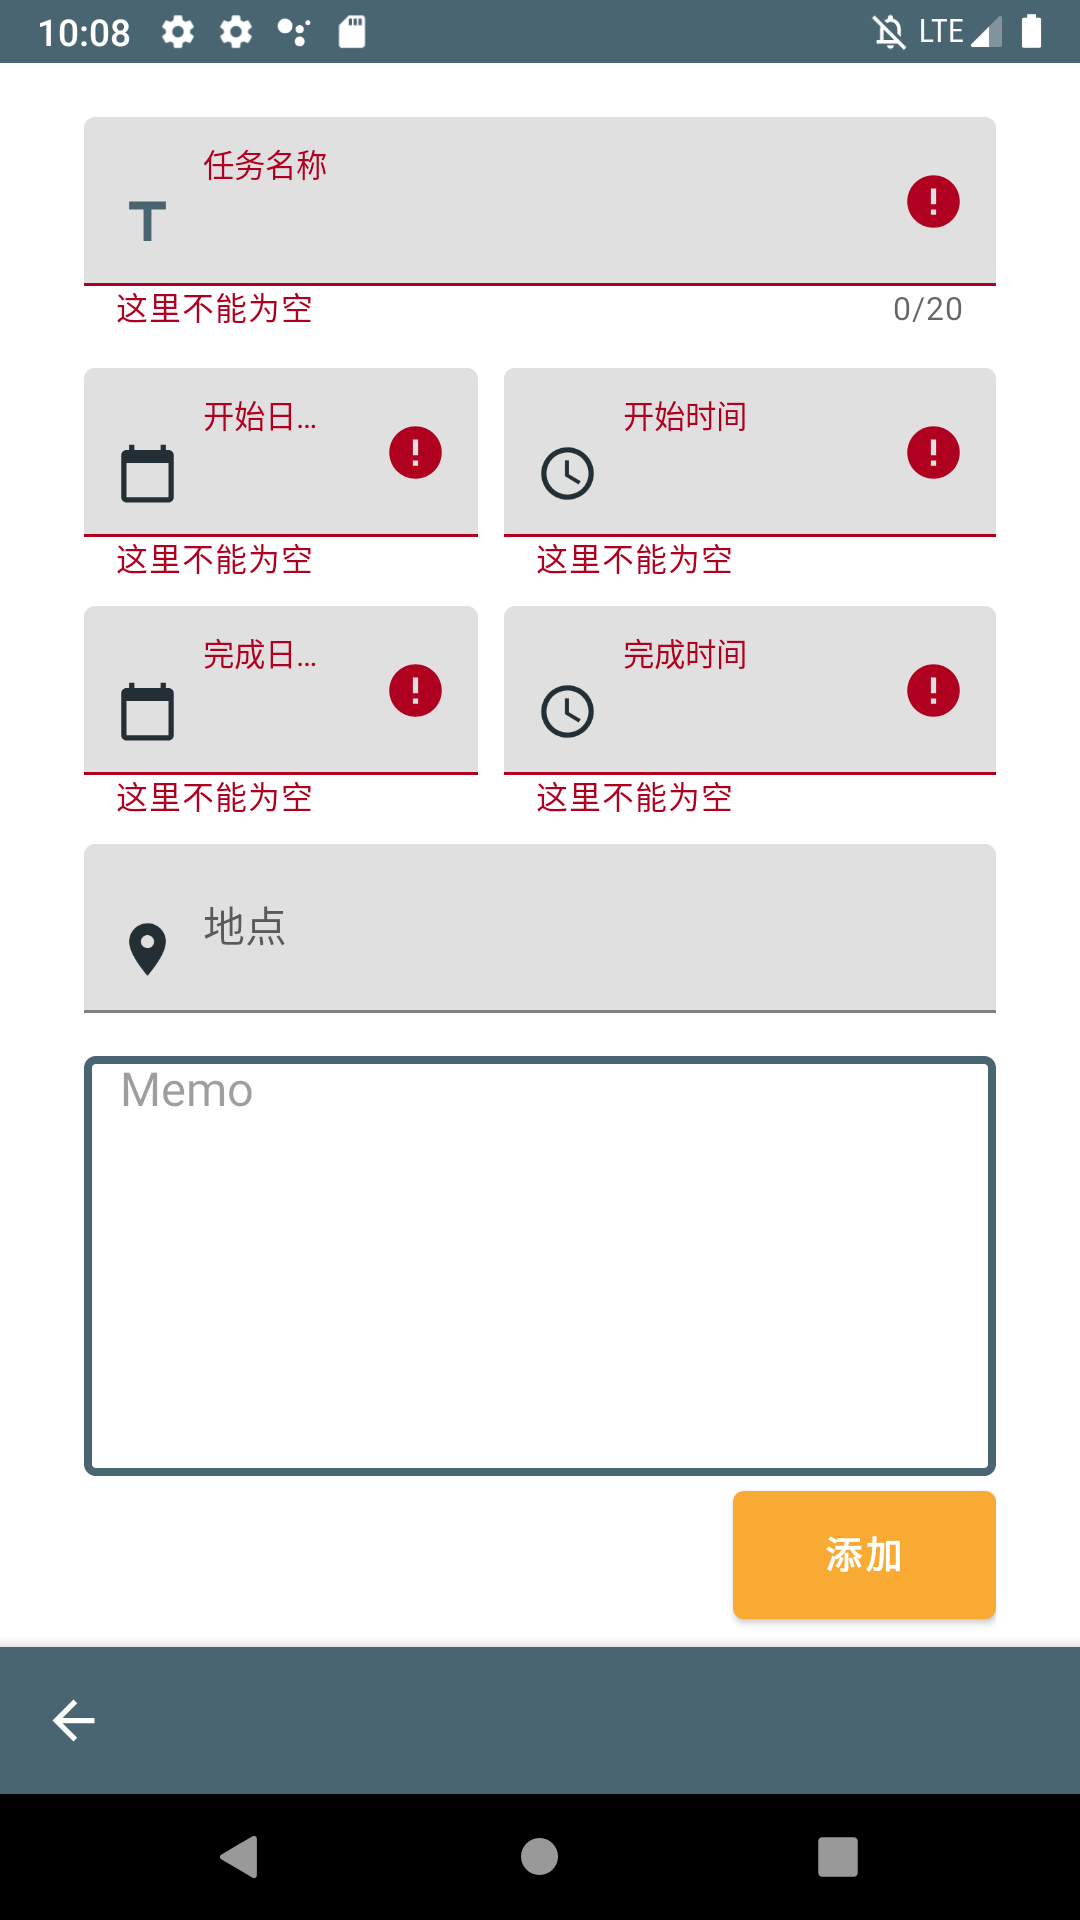 10:08 LTE
任务名称
这里不能为空 0/20
开始日... 开始时间
这里不能为空 这里不能为空
完成日... 完成时间
这里不能为空 这里不能为空
地点
Memo
添加